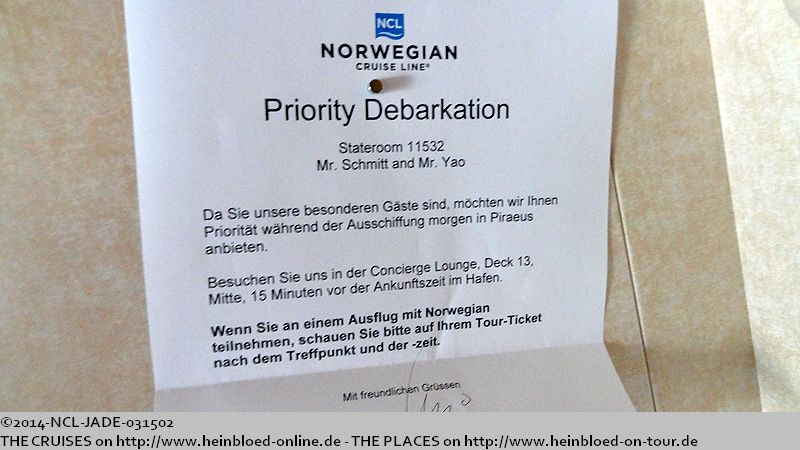 NCL
NORWEGIAN
CRUISE LINE®
Priority Debarkation
Stateroom 11532
Mr. Schmitt and Mr. Yao
Da Sie unsere besonderen Gäste sind, möchten wir Ihnen
Priorität während der Ausschiffung morgen in Piraeus
anbieten.
Besuchen Sie uns in der Concierge Lounge, Deck 13,
Mitte, 15 Minuten vor der Ankunftszeit im Hafen.
Wenn Sie an einem Ausflug mit Norwegian
teilnehmen, schauen Sie bitte auf Ihrem Tour-Ticket
nach dem Treffpunkt und der -zeit.
Mit freundlichen Grüssen
©2014-NCL-JADE-031502
THE CRUISES on http://www.heinbloed-online.de - THE PLACES on http://www.heinbloed-on-tour.de